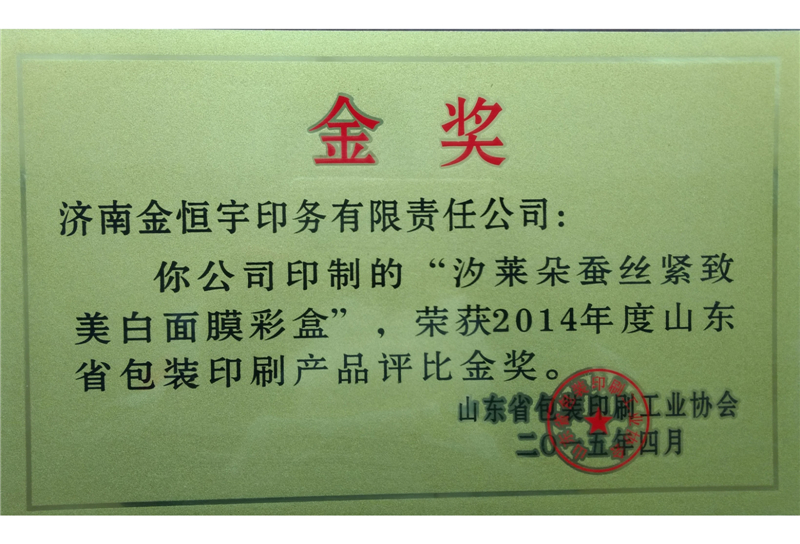 金奖
济南金恒宇印务有限责任公司：
你公司印制的“汐莱朵蚕丝紧致
美白面膜彩盒”，荣获2014年度山东
省包装印刷产品评比金奖。
山东省包装印刷工业协会
二〇一五年四月